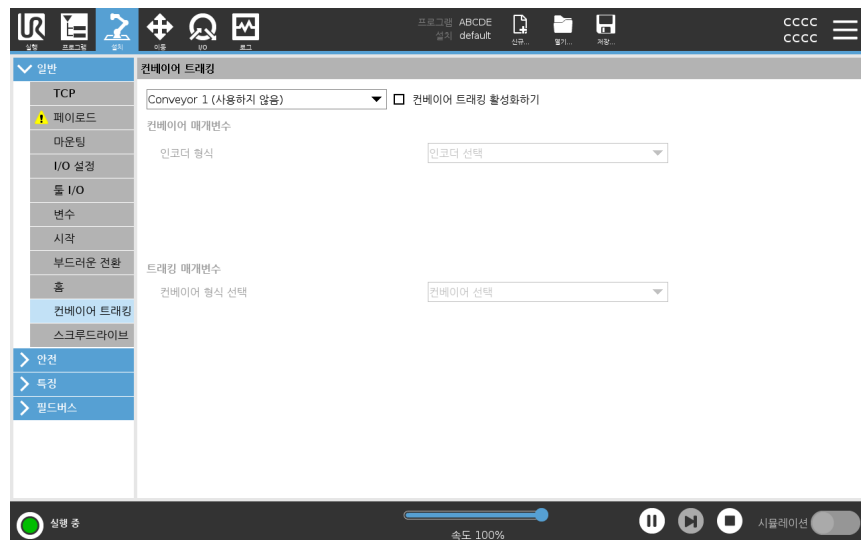 프로그램 ABCDE
설치 default
CCCC
CCCC
실행 프로그램 설치 이동 I/O 로그 신규... 열기... 저장...
일반
컨베이어 트래킹
TCP
Conveyor 1 (사용하지 않음)
컨베이어 트래킹 활성화하기
페이로드
컨베이어 매개변수
마운팅
인코더 형식
인코더 선택
I/O 설정
툴 I/O
변수
시작
부드러운 전환
트래킹 매개변수
홈
컨베이어 형식 선택
컨베이어 선택
컨베이어 트래킹
스크루드라이브
안전
특징
필드버스
실행 중
속도 100%
시뮬레이션